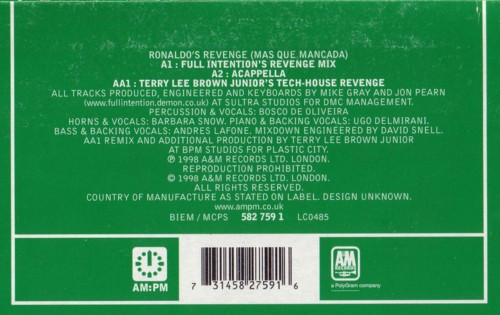 RONALDO'S REVENGE (MAS QUE MANCADA)
A1 : FULL INTENTION'S REVENGE MIX
A2 : ACAPPELLA
AA1 : TERRY LEE BROWN JUNIOR'S TECH-HOUSE REVENGE
ALL TRACKS PRODUCED, ENGINEERED AND KEYBOARDS BY MIKE GRAY AND JON PEARN
(www.fullintention.demon.co.uk) AT SULTRA STUDIOS FOR DMC MANAGEMENT.
PERCUSSION & VOCALS: BOSCO DE OLIVEIRA
HORNS & VOCALS: BARBARA SNOW. PIANO & BACKING VOCALS: UGO DELMIRANI.
BASS & BACKING VOCALS: ANDRES LAFONE. MIXDOWN ENGINEERED BY DAVID SNELL.
AA1 REMIX AND ADDITIONAL PRODUCTION BY TERRY LEE BROWN JUNIOR
AT BPM STUDIOS FOR PLASTIC CITY.
℗ 1998 A&M RECORDS LTD. LONDON.
REPRODUCTION PROHIBITED.
© 1998 A&M RECORDS LTD. LONDON.
ALL RIGHTS RESERVED.
COUNTRY OF MANUFACTURE AS STATED ON LABEL. DESIGN UNKNOWN.
www.ampm.co.uk
BIEM / MCPS 582 759 1 LC0485
AM:PM
7 31458 27591 6
AM
RECORDS
a PolyGram company